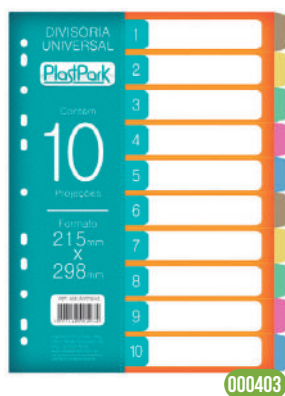 DIVISÓRIA
UNIVERSAL
PlastPark
Contém
10
Projeções
Formato
215mm
X
298mm
1
2
3
4
5
6
7
8
9
10
000403